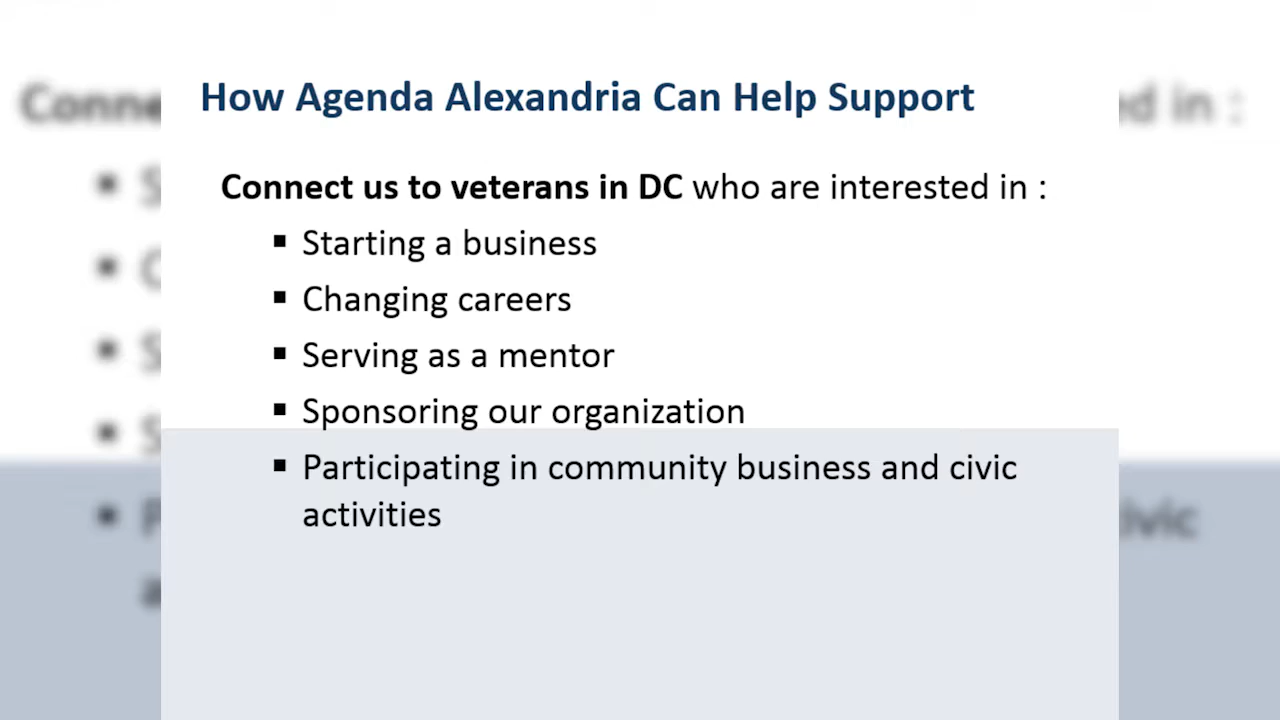 How Agenda Alexandria Can Help Support
Connect us to veterans in DC who are interested in :
▪ Starting a business
▪ Changing careers
▪ Serving as a mentor
▪ Sponsoring our organization
▪ Participating in community business and civic
activities